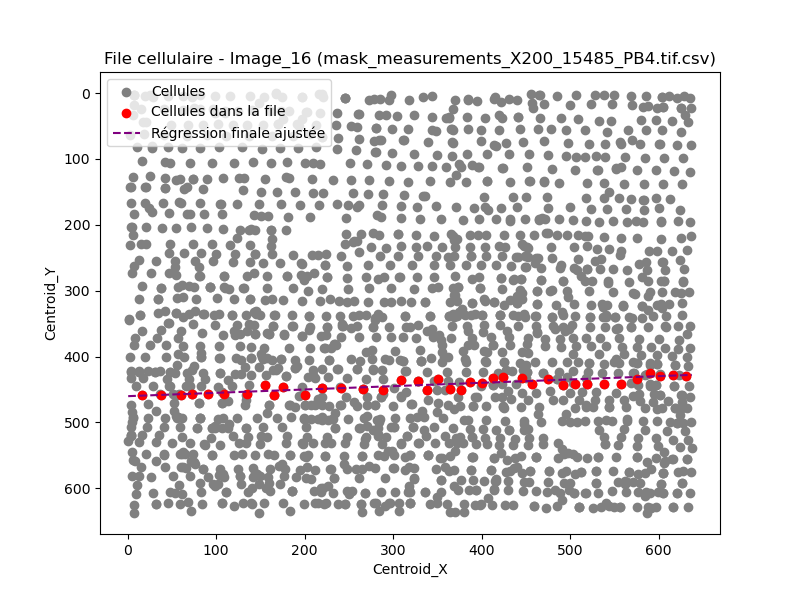 File cellulaire - Image_16 (mask_measurements_X200_15485_PB4.tif.csv)
Cellules
Cellules dans la file
Régression finale ajustée
0
100
200
300
400
500
600
Centroid_Y
0 100 200 300 400 500 600
Centroid_X